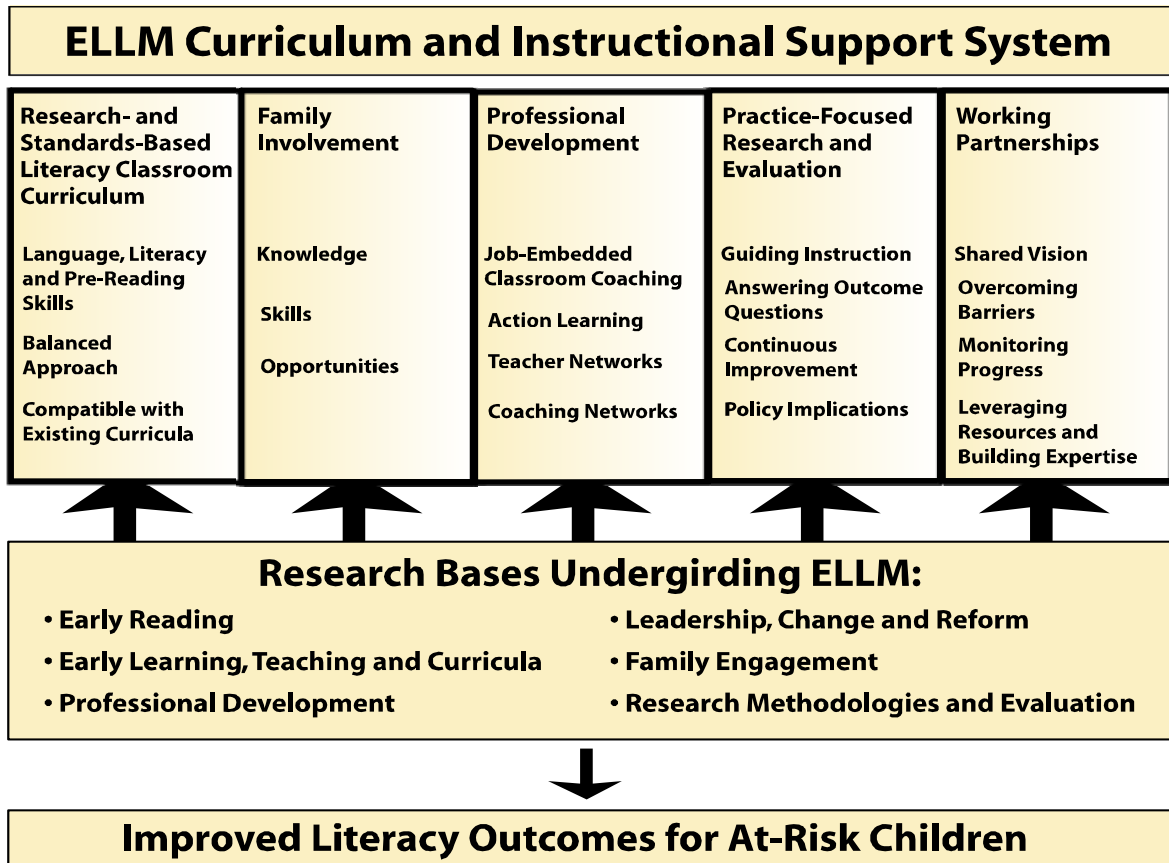 ELLM Curriculum and Instructional Support System
Research- and
Standards-Based
Literacy Classroom
Curriculum
Language, Literacy
and Pre-Reading
Skills
Balanced
Approach
Compatible with
Existing Curricula
Family
Involvement
Knowledge
Skills
Opportunities
Professional
Development
Job-Embedded
Classroom Coaching
Action Learning
Teacher Networks
Coaching Networks
Practice-Focused
Research and
Evaluation
Guiding Instruction
Answering Outcome
Questions
Continuous
Improvement
Policy Implications
Working
Partnerships
Shared Vision
Overcoming
Barriers
Monitoring
Progress
Leveraging
Resources and
Building Expertise
Research Bases Undergirding ELLM:
• Early Reading
• Early Learning, Teaching and Curricula
• Professional Development
• Leadership, Change and Reform
• Family Engagement
• Research Methodologies and Evaluation
Improved Literacy Outcomes for At-Risk Children